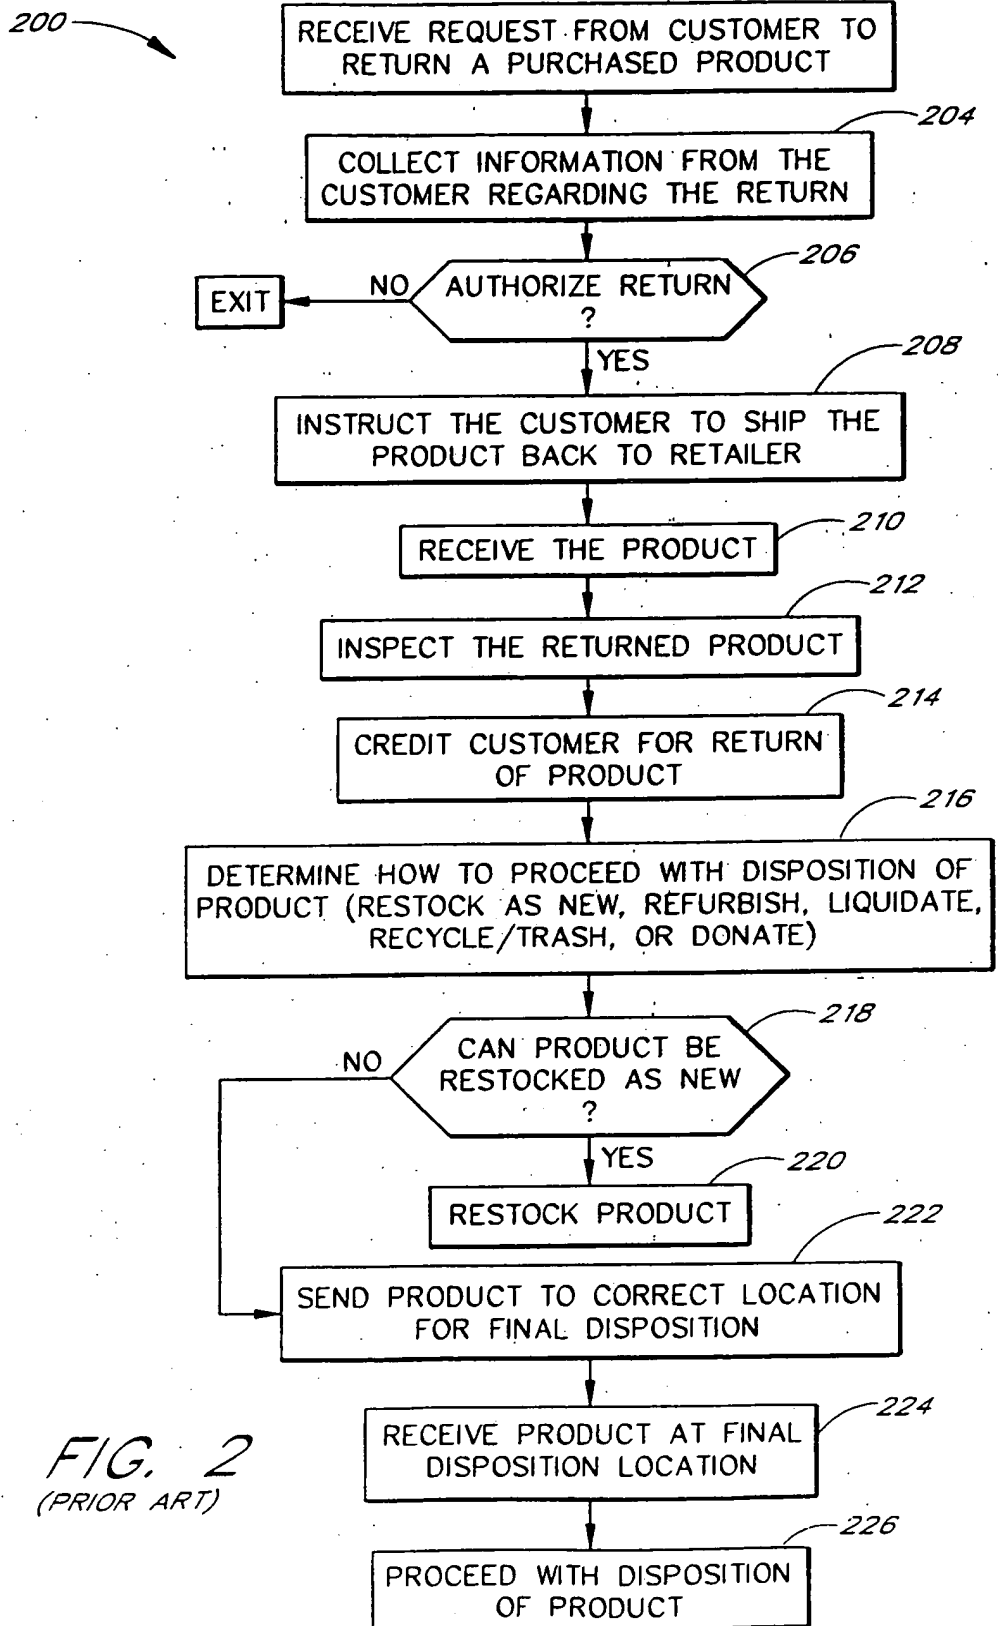 200
RECEIVE REQUEST FROM CUSTOMER TO
RETURN A PURCHASED PRODUCT
204
COLLECT INFORMATION FROM THE
CUSTOMER REGARDING THE RETURN
206
AUTHORIZE RETURN
?
NO
EXIT
YES
208
INSTRUCT THE CUSTOMER TO SHIP THE
PRODUCT BACK TO RETAILER
210
RECEIVE THE PRODUCT
212
INSPECT THE RETURNED PRODUCT
214
CREDIT CUSTOMER FOR RETURN
OF PRODUCT
216
DETERMINE HOW TO PROCEED WITH DISPOSITION OF
PRODUCT (RESTOCK AS NEW, REFURBISH, LIQUIDATE,
RECYCLE/TRASH, OR DONATE)
218
CAN PRODUCT BE
RESTOCKED AS NEW
?
NO
YES
220
RESTOCK PRODUCT
222
SEND PRODUCT TO CORRECT LOCATION
FOR FINAL DISPOSITION
224
RECEIVE PRODUCT AT FINAL
DISPOSITION LOCATION
226
PROCEED WITH DISPOSITION
OF PRODUCT
FIG. 2
(PRIOR ART)